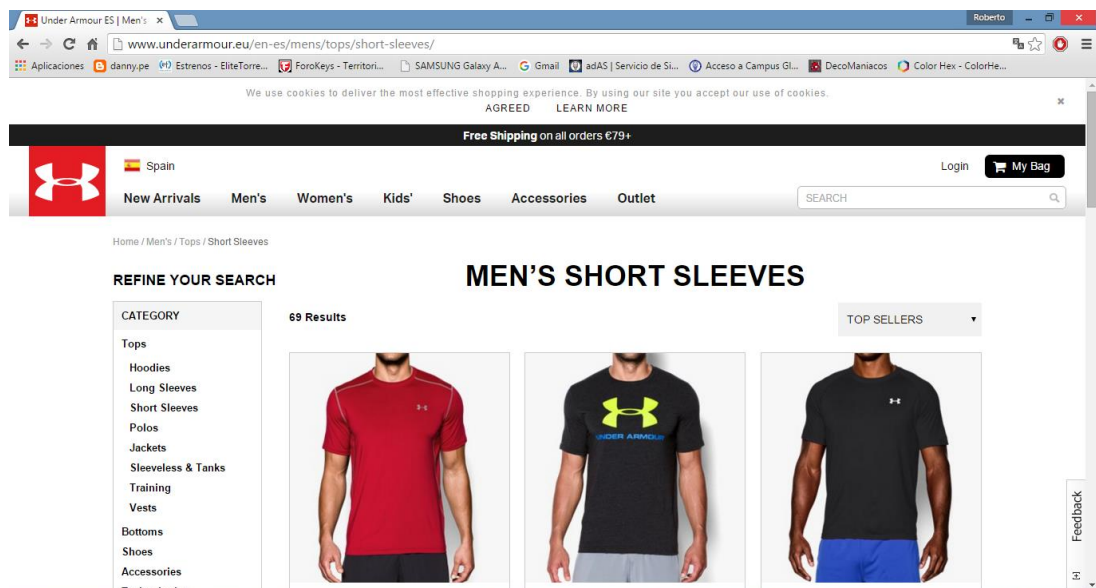 Under Armour ES | Men's
Roberto
www.underarmour.eu/en-es/mens/tops/short-sleeves/
Aplicaciones danny.pe Estrenos - EliteTorre... ForoKeys - Territori... SAMSUNG Galaxy A... Gmail adAS | Servicio de Si... Acceso a Campus Gl... DecoManiacos Color Hex - ColorHe...
We use cookies to deliver the most effective shopping experience. By using our site you accept our use of cookies.
AGREED LEARN MORE
Free Shipping on all orders €79+
Spain
Login My Bag
New Arrivals Men's Women's Kids' Shoes Accessories Outlet
SEARCH
Home / Men's / Tops / Short Sleeves
REFINE YOUR SEARCH
MEN'S SHORT SLEEVES
CATEGORY
69 Results
TOP SELLERS
Tops
Hoodies
Long Sleeves
Short Sleeves
Polos
Jackets
Sleeveless & Tanks
Training
Vests
Bottoms
Shoes
Accessories
UNDER ARMOUR
Feedback